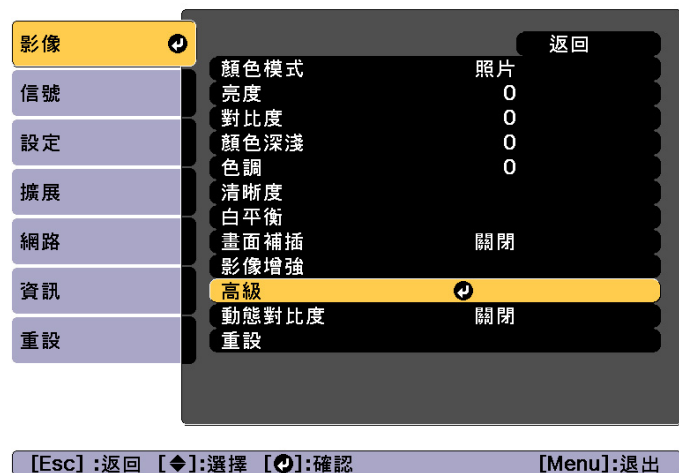 影像
信號
設定
擴展
網路
資訊
重設
返回
顏色模式 照片
亮度 0
對比度 0
顏色深淺 0
色調 0
清晰度
白平衡
畫面補插 關閉
影像增強
高級
動態對比度 關閉
重設
[Esc] :返回 [◆]:選擇 [⏎]:確認 [Menu]:退出